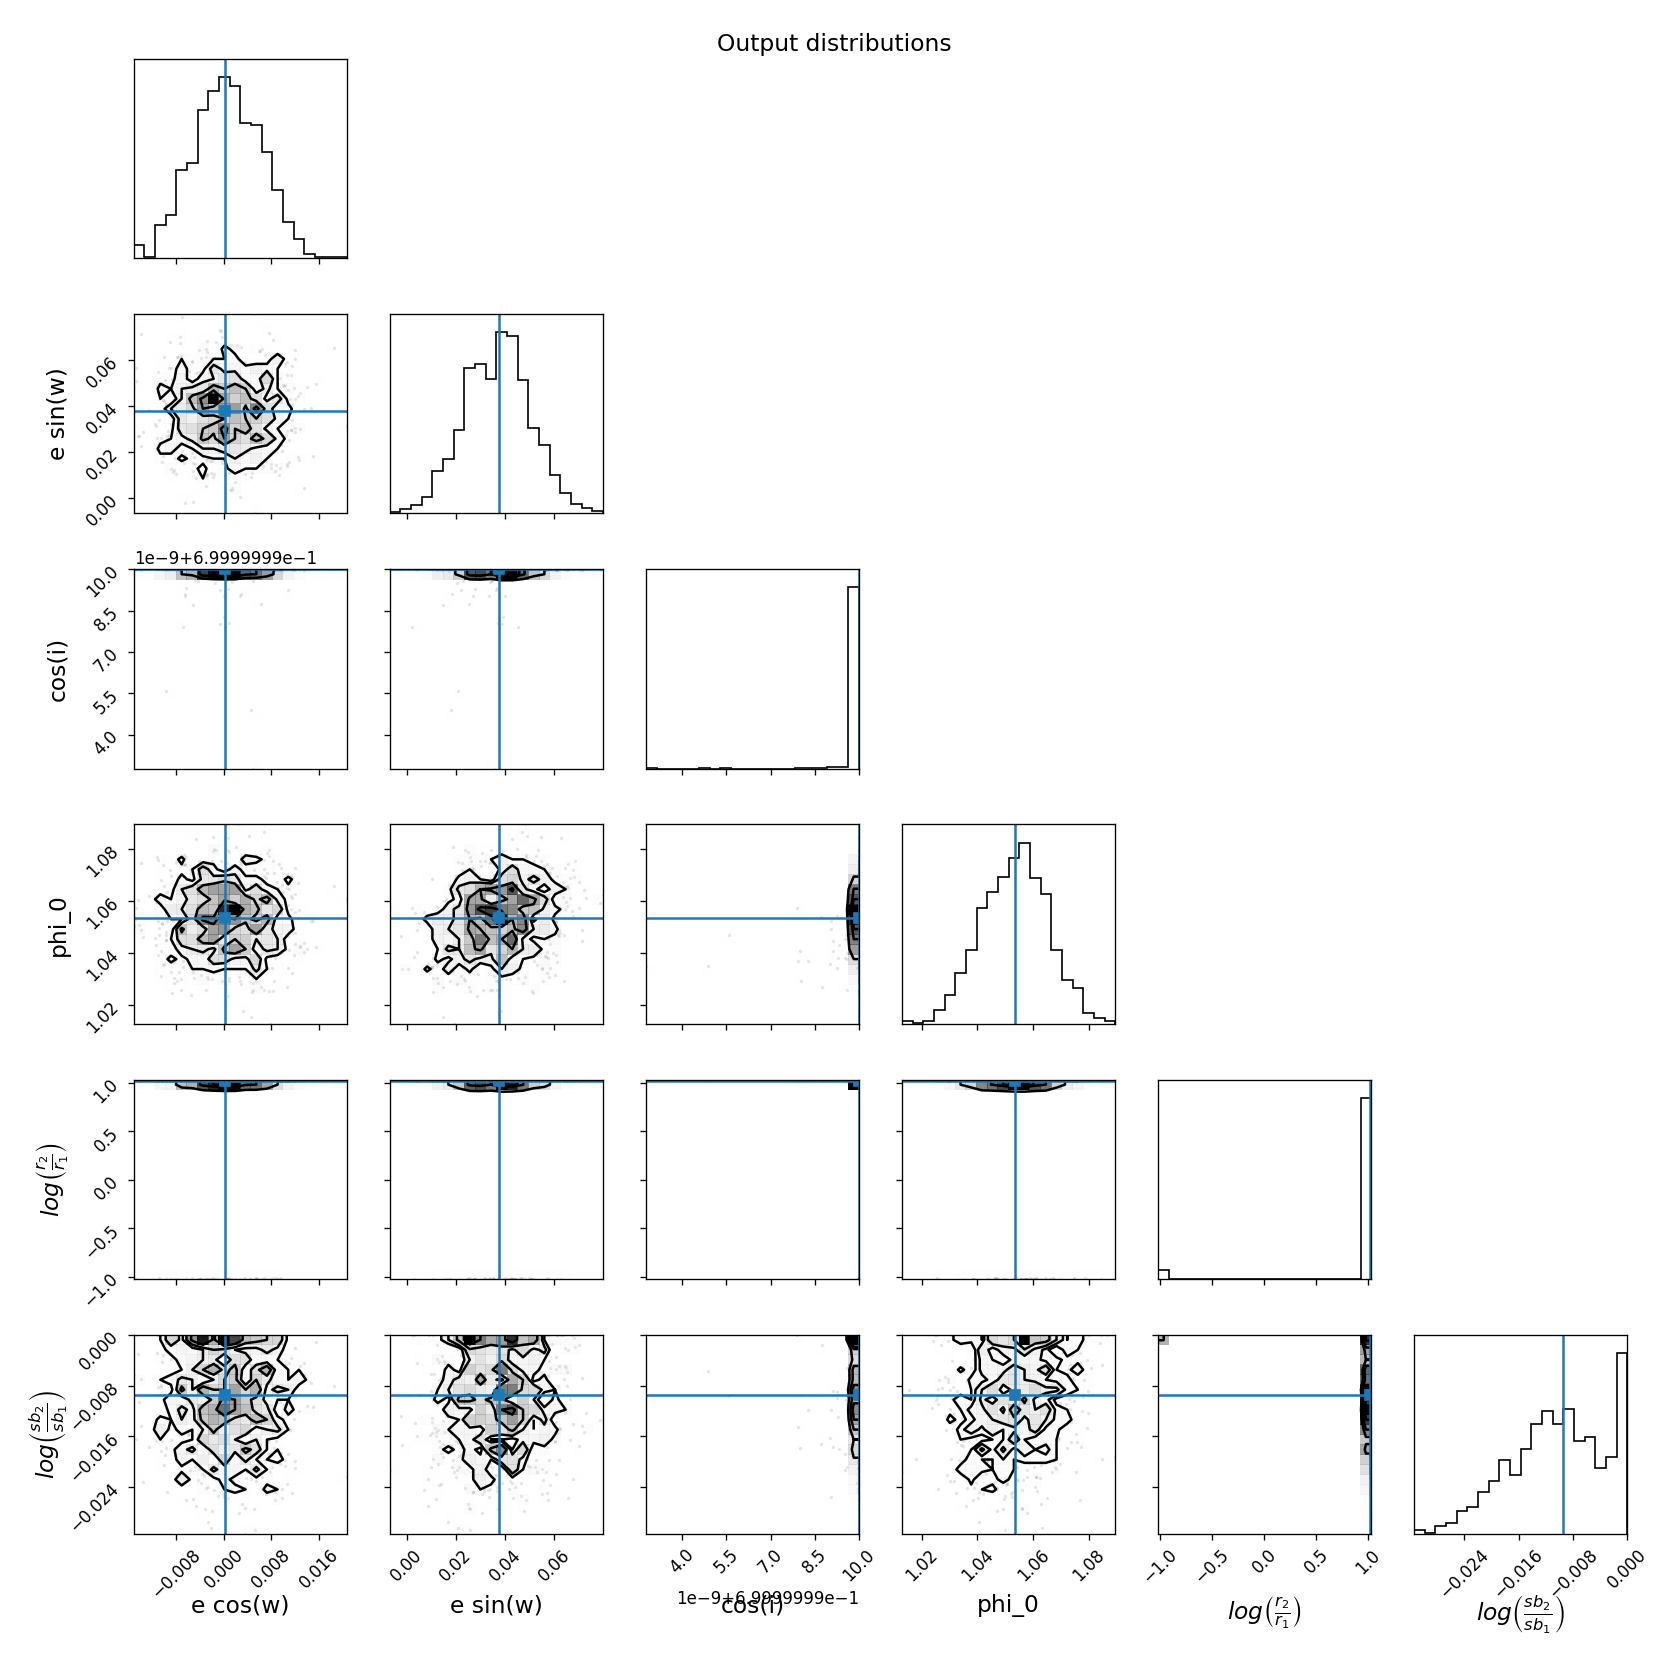 Output distributions
e sin(w)
0.06
0.04
0.02
0.00
1e−9+6.9999999e−1
cos(i)
10.0
8.5
7.0
5.5
4.0
phi_0
1.08
1.06
1.04
1.02
log(r2/r1)
1.0
0.5
0.0
−0.5
−1.0
log(sb2/sb1)
0.000
−0.008
−0.016
−0.024
−0.008 0.000 0.008 0.016 0.00 0.02 0.04 0.06 4.0 5.5 7.0 8.5 10.0 1.02 1.04 1.06 1.08 −1.0 −0.5 0.0 0.5 1.0 −0.024 −0.016 −0.008 0.000
1e−9+6.9999999e−1
e cos(w) e sin(w) cos(i) phi_0 log(r2/r1) log(sb2/sb1)